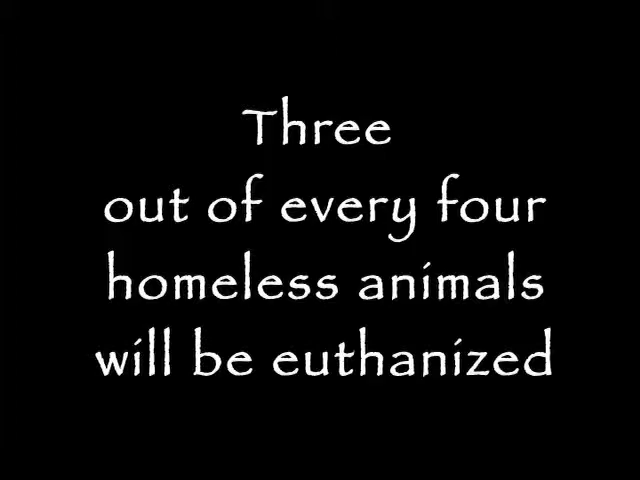 Three
out of every four
homeless animals
will be euthanized